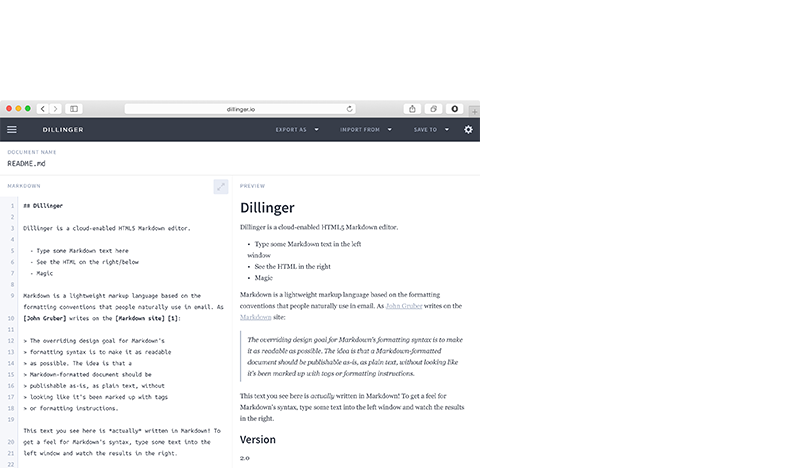 dillinger.io
DILLINGER
EXPORT AS
IMPORT FROM
SAVE TO
DOCUMENT NAME
README.md
MARKDOWN
1 ## Dillinger
2
3 Dillinger is a cloud-enabled HTML5 Markdown editor.
4
5 - Type some Markdown text here
6 - See the HTML on the right/below
7 - Magic
8
9 Markdown is a lightweight markup language based on the
formatting conventions that people naturally use in email. As
10 [John Gruber] writes on the [Markdown site] [1]:
11
12 > The overriding design goal for Markdown's
13 > formatting syntax is to make it as readable
14 > as possible. The idea is that a
15 > Markdown-formatted document should be
16 > publishable as-is, as plain text, without
17 > looking like it's been marked up with tags
18 > or formatting instructions.
19
This text you see here is *actually* written in Markdown! To
20 get a feel for Markdown's syntax, type some text into the
21 left window and watch the results in the right.
22
PREVIEW
Dillinger
Dillinger is a cloud-enabled HTML5 Markdown editor.
• Type some Markdown text in the left
window
• See the HTML in the right
• Magic
Markdown is a lightweight markup language based on the formatting
conventions that people naturally use in email. As John Gruber writes on the
Markdown site:
The overriding design goal for Markdown's formatting syntax is to make
it as readable as possible. The idea is that a Markdown-formatted
document should be publishable as-is, as plain text, without looking like
it's been marked up with tags or formatting instructions.
This text you see here is actually written in Markdown! To get a feel for
Markdown's syntax, type some text into the left window and watch the results
in the right.
Version
2.0